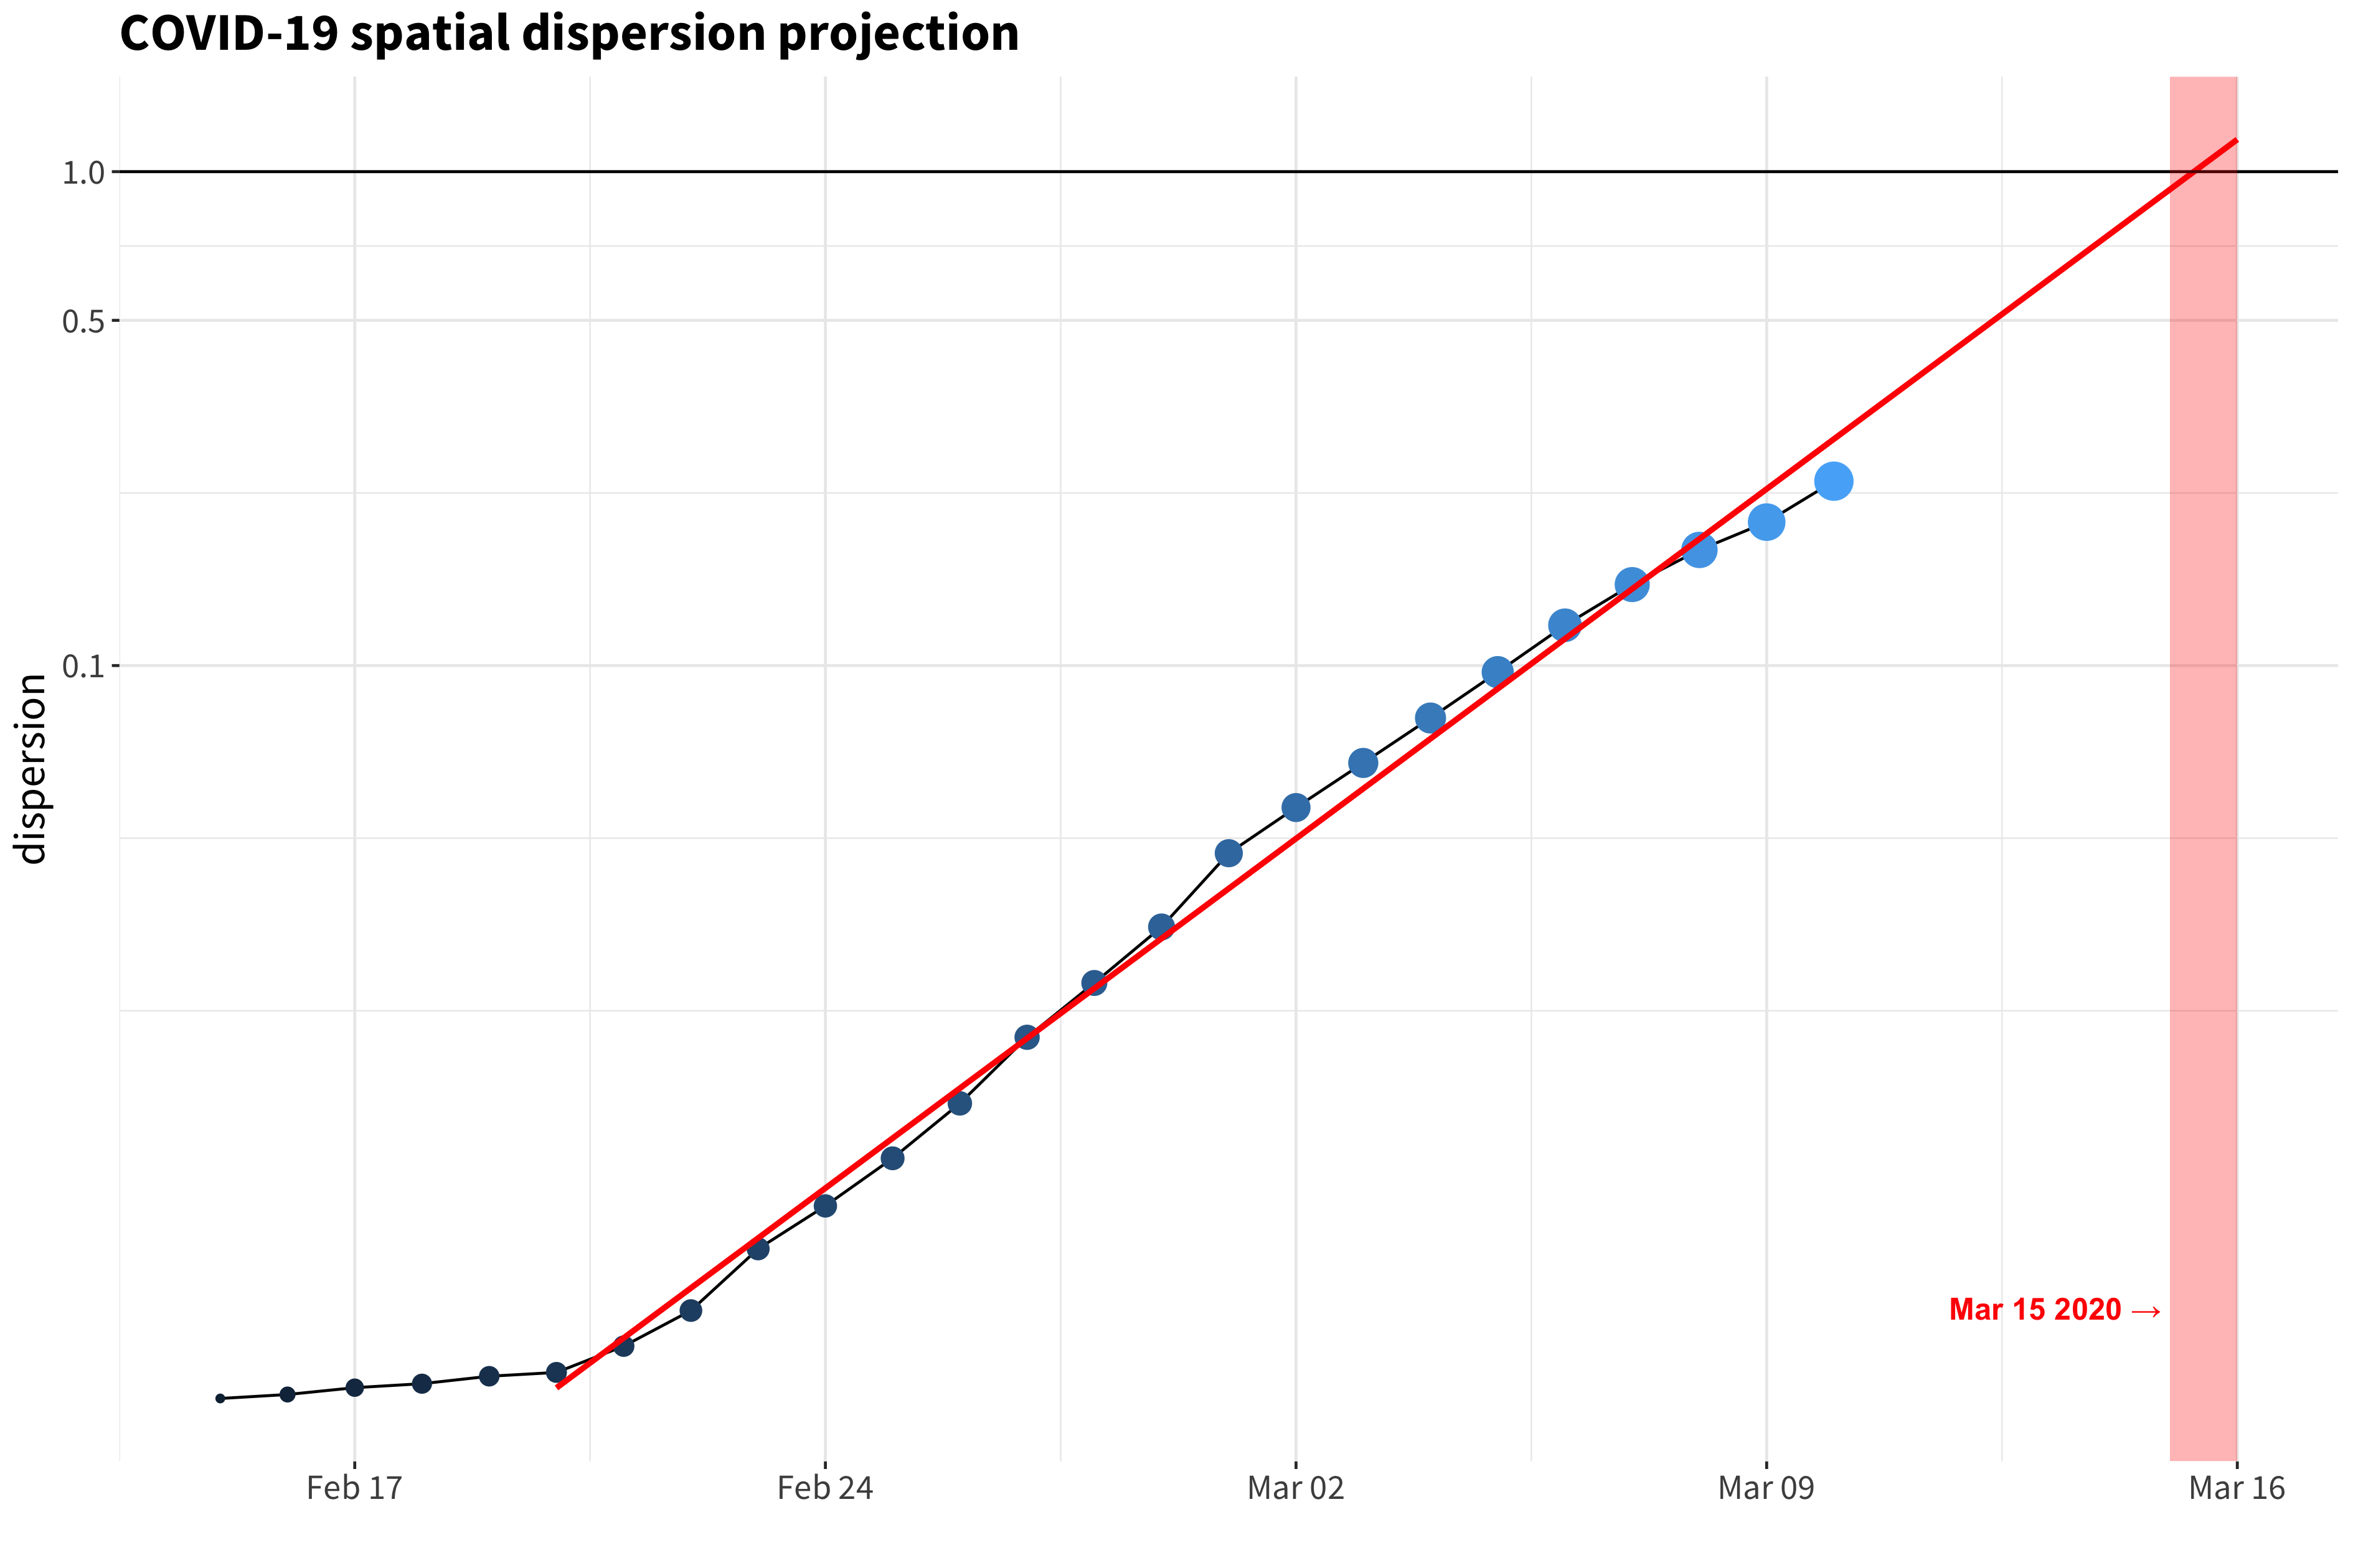 COVID-19 spatial dispersion projection
1.0
0.5
0.1
dispersion
Mar 15 2020 →
Feb 17
Feb 24
Mar 02
Mar 09
Mar 16